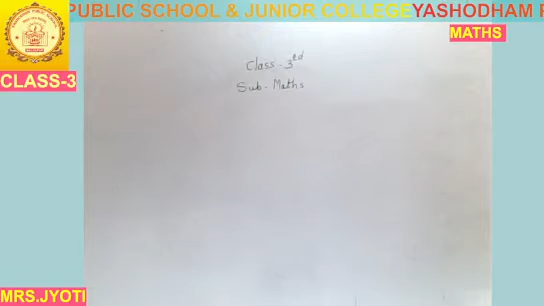 PUBLIC SCHOOL & JUNIOR COLLEGE YASHODHAM P
MATHS
CLASS-3
Class - 3rd
Sub - Maths
MRS.JYOTI